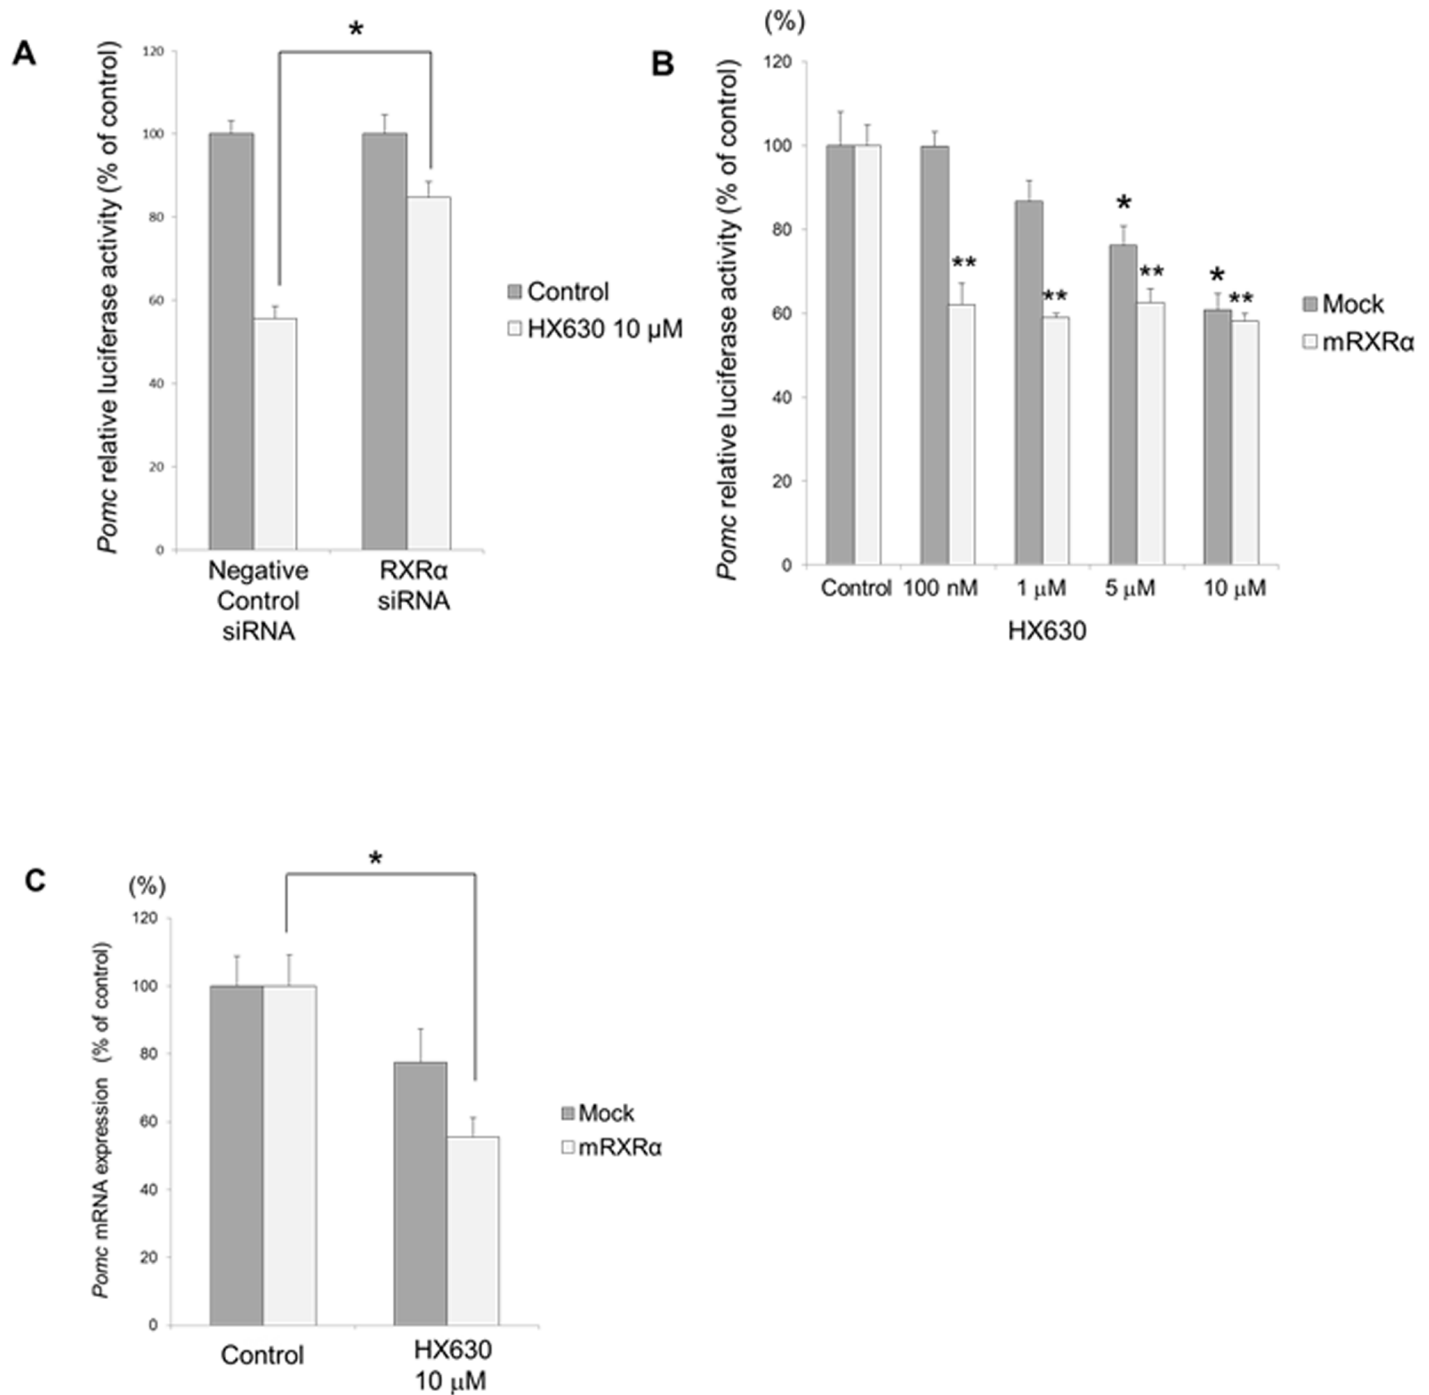 A
*
Pomc relative luciferase activity (% of control)
120
100
80
60
40
20
0
Negative
Control
siRNA
RXRα
siRNA
Control
HX630 10 μM
B
(%)
Pomc relative luciferase activity (% of control)
120
100
80
60
40
20
0
**
**
*
**
*
**
Control 100 nM 1 μM 5 μM 10 μM
HX630
Mock
mRXRα
C
(%)
*
Pomc mRNA expression (% of control)
120
100
80
60
40
20
0
Control
HX630
10 μM
Mock
mRXRα